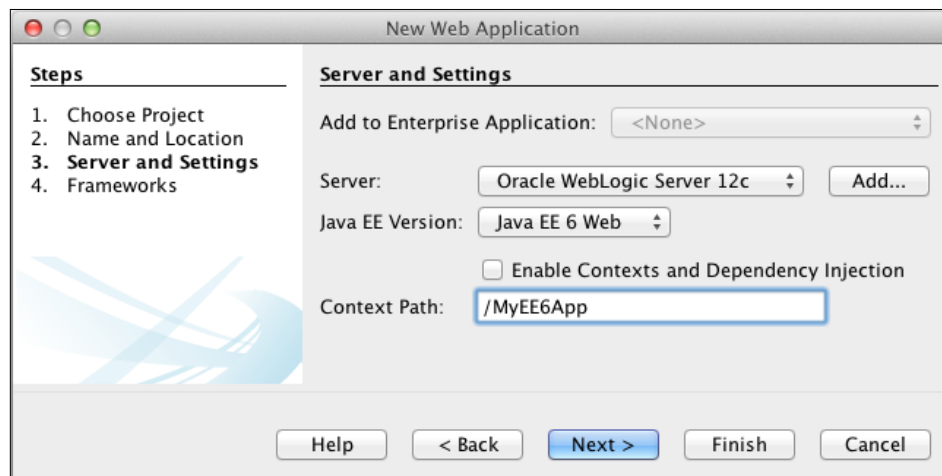 New Web Application
Steps
1. Choose Project
2. Name and Location
3. Server and Settings
4. Frameworks
Server and Settings
Add to Enterprise Application: <None>
Server: Oracle WebLogic Server 12c Add...
Java EE Version: Java EE 6 Web
Enable Contexts and Dependency Injection
Context Path: /MyEE6App
Help < Back Next > Finish Cancel